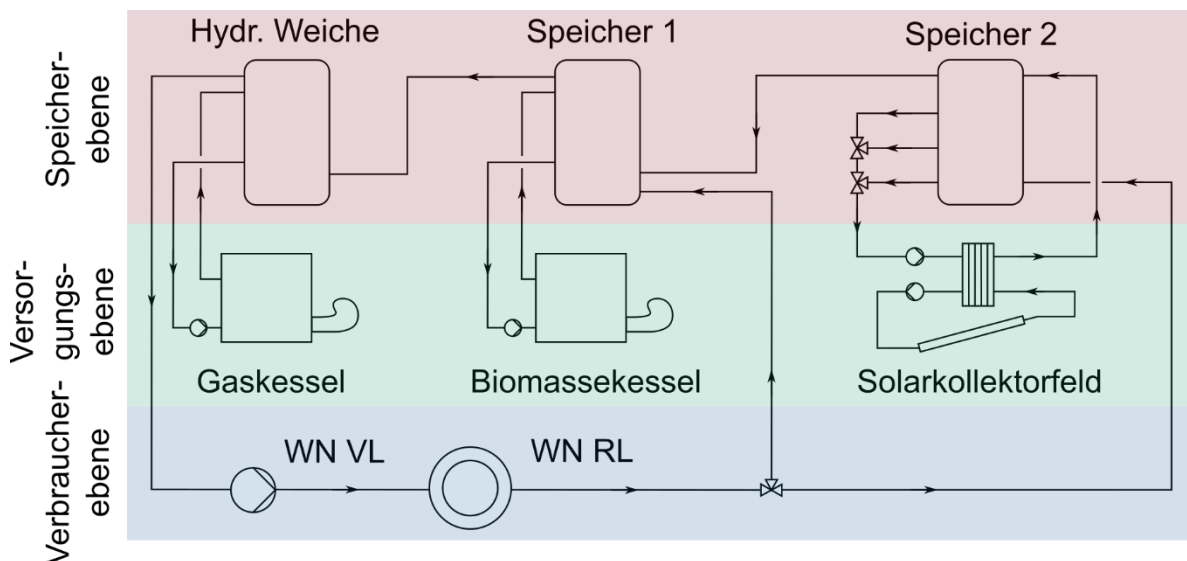 Hydr. Weiche
Speicher 1
Speicher 2
Speicher-
ebene
Gaskessel
Biomassekessel
Solarkollektorfeld
Versor-
gungs-
ebene
WN VL
WN RL
Verbraucher-
ebene